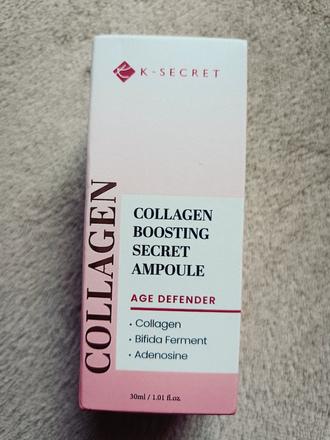 K-SECRET
COLLAGEN
COLLAGEN
BOOSTING
SECRET
AMPOULE
AGE DEFENDER
• Collagen
• Bifida Ferment
• Adenosine
30ml / 1.01 fl.oz.